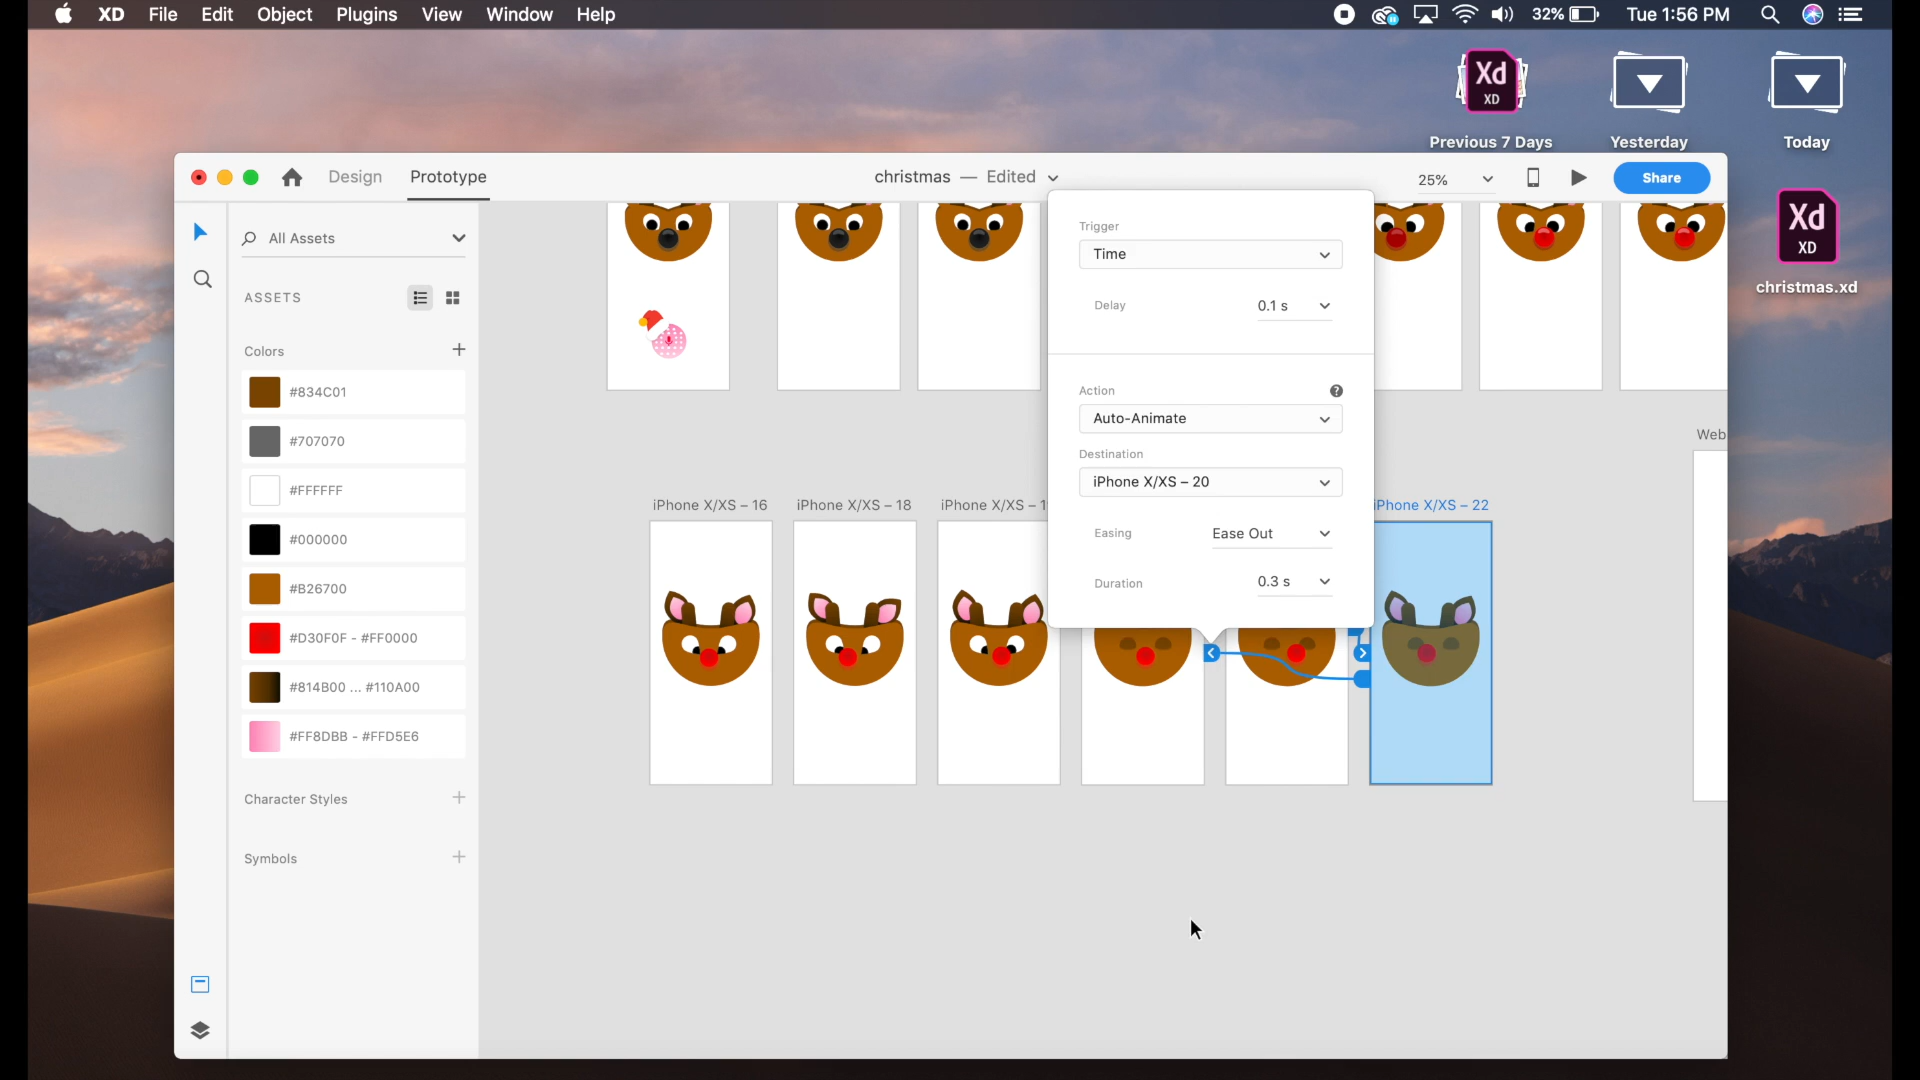 XD File Edit Object Plugins View Window Help 32% Tue 1:56 PM
Xd
XD
Previous 7 Days Yesterday Today
Design Prototype christmas — Edited 25% Share
Xd
XD
christmas.xd
All Assets
ASSETS
Colors
#834C01
#707070
#FFFFFF
#000000
#B26700
#D30F0F - #FF0000
#814B00 ... #110A00
#FF8DBB - #FFD5E6
Character Styles
Symbols
Trigger
Time
Delay 0.1 s
Action
Auto-Animate
Destination
iPhone X/XS – 20
Easing Ease Out
Duration 0.3 s
Web
iPhone X/XS – 16 iPhone X/XS – 18 iPhone X/XS – 1 iPhone X/XS – 22